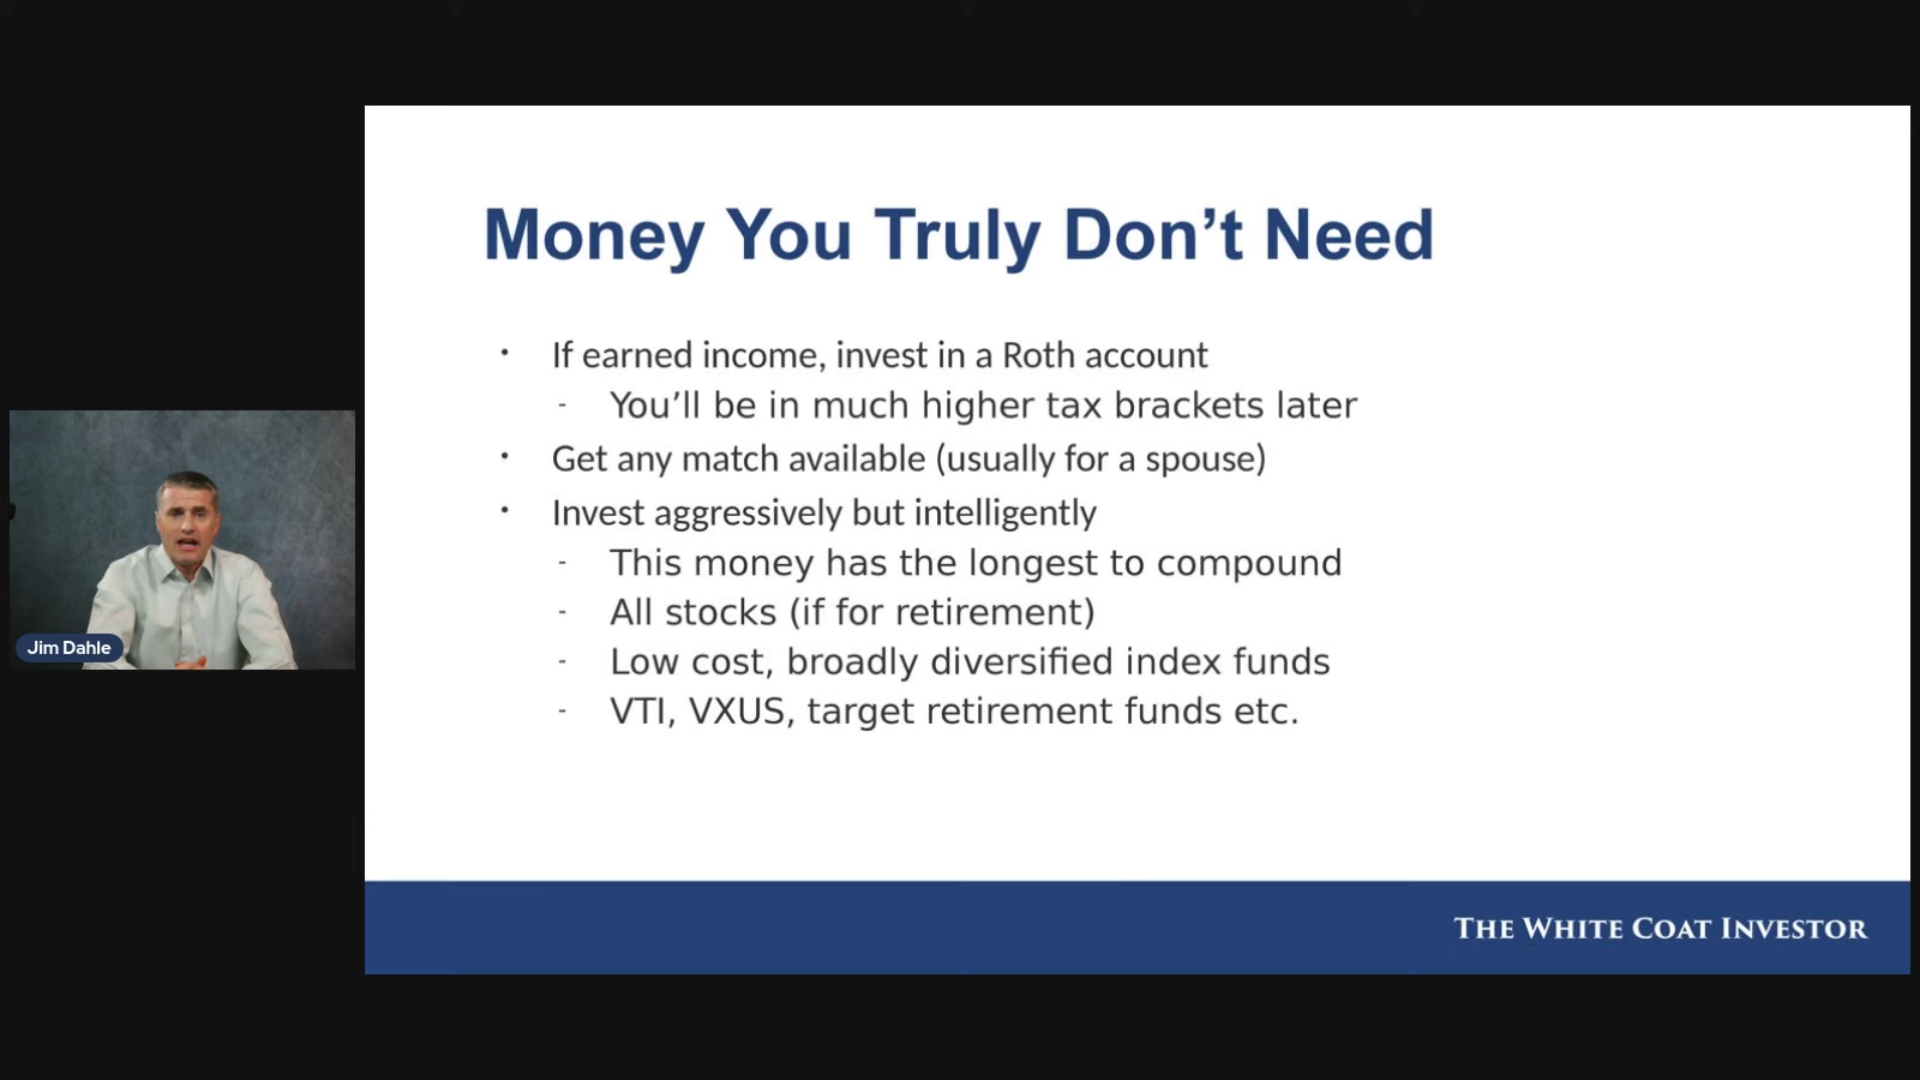 Money You Truly Don’t Need
• If earned income, invest in a Roth account
- You’ll be in much higher tax brackets later
• Get any match available (usually for a spouse)
• Invest aggressively but intelligently
- This money has the longest to compound
- All stocks (if for retirement)
- Low cost, broadly diversified index funds
- VTI, VXUS, target retirement funds etc.
Jim Dahle
THE WHITE COAT INVESTOR